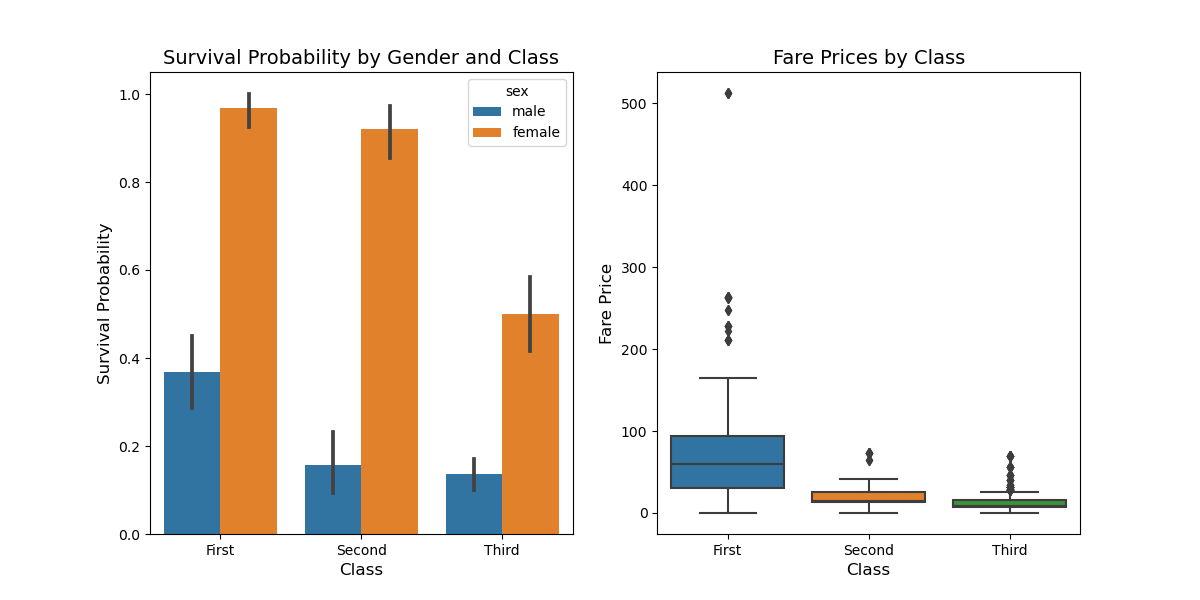 Survival Probability by Gender and Class
Survival Probability
1.0
0.8
0.6
0.4
0.2
0.0
sex
male
female
First Second Third
Class
Fare Prices by Class
Fare Price
500
400
300
200
100
0
First Second Third
Class